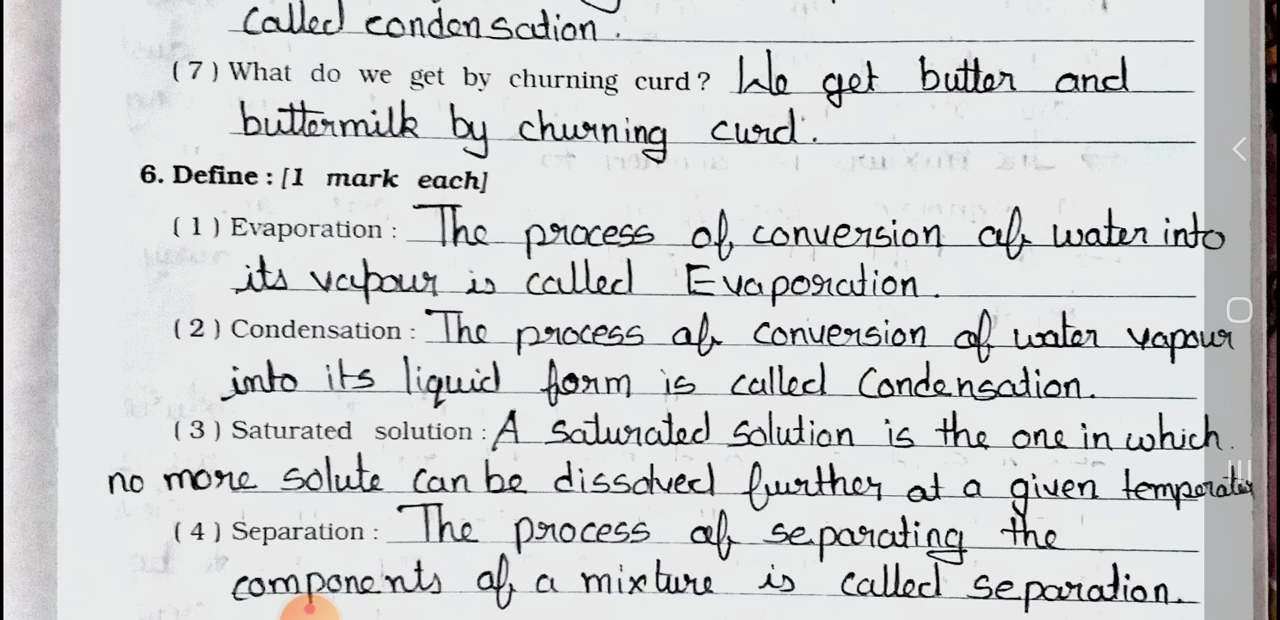 called condensation.
(7) What do we get by churning curd? We get butter and
buttermilk by churning curd.
6. Define : [1 mark each]
(1) Evaporation : The process of conversion of water into
its vapour is called Evaporation.
(2) Condensation : The process of conversion of water vapour
into its liquid form is called Condensation.
(3) Saturated solution : A saturated solution is the one in which
no more solute can be dissolved further at a given
(4) Separation : The process of separating the
components of a mixture is called separation.